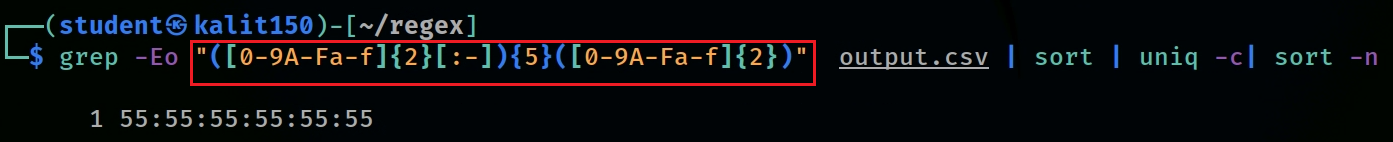 ┌──(student㉿kalit150)-[~/regex]
└─$ grep -Eo "([0-9A-Fa-f]{2}[:-]){5}([0-9A-Fa-f]{2})" output.csv | sort | uniq -c| sort -n
1 55:55:55:55:55:55